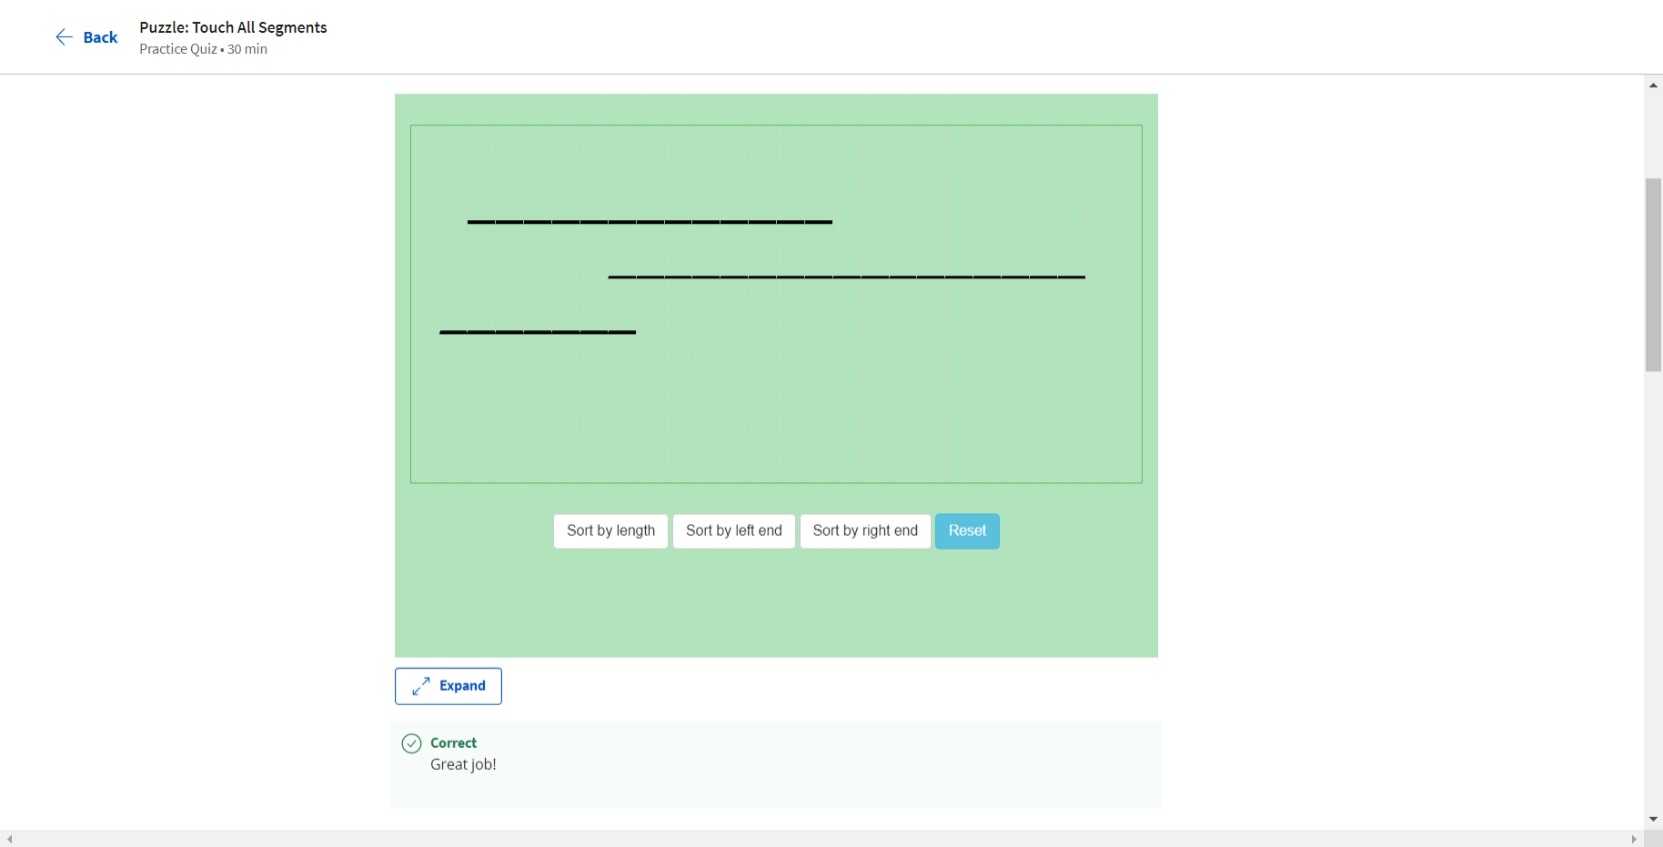 Back
Puzzle: Touch All Segments
Practice Quiz • 30 min
Sort by length
Sort by left end
Sort by right end
Reset
Expand
Correct
Great job!